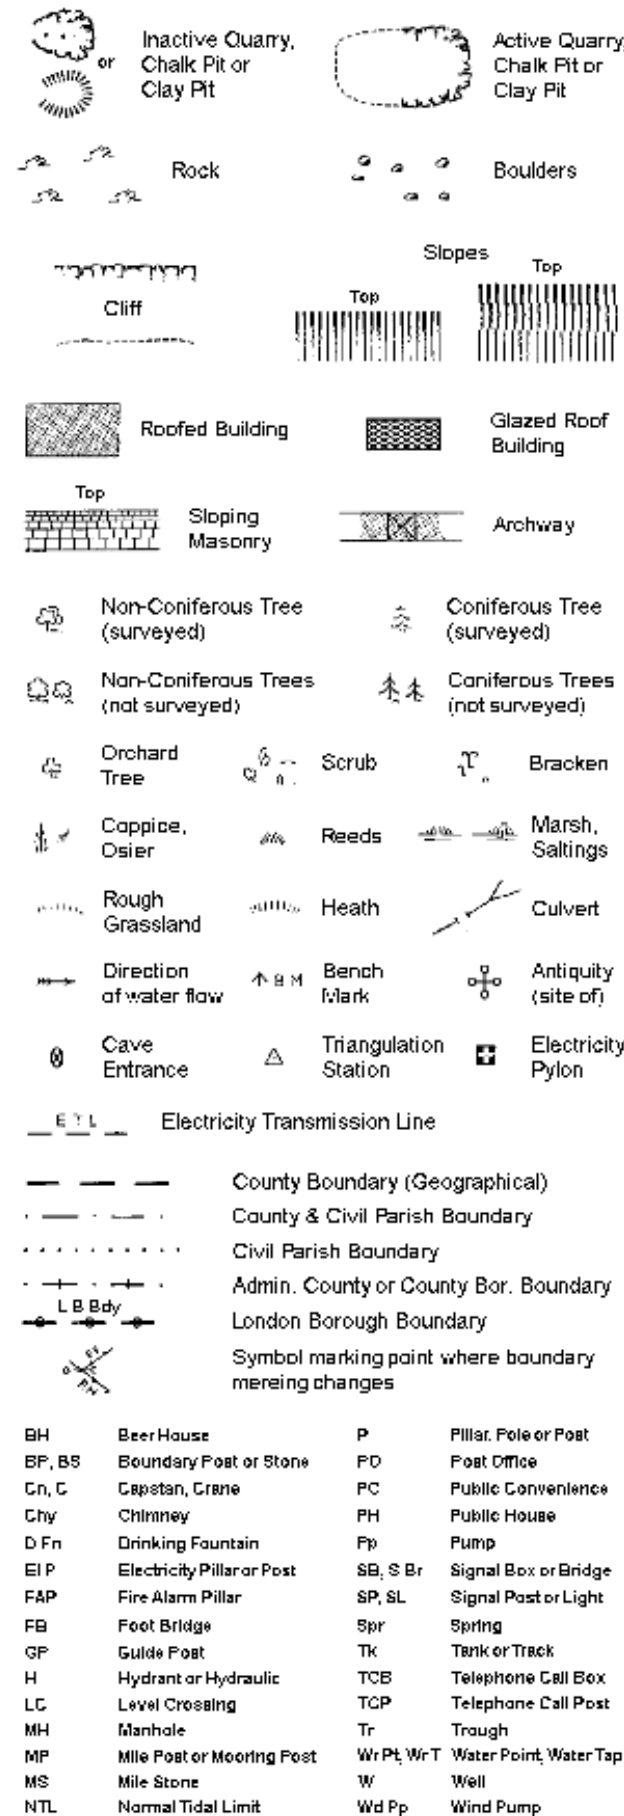 or
Inactive Quarry,
Chalk Pit or
Clay Pit
Active Quarry,
Chalk Pit or
Clay Pit
Rock
Boulders
Slopes
Top
Top
Cliff
Roofed Building
Glazed Roof
Building
Top
Sloping
Masonry
Archway
Non-Coniferous Tree
(surveyed)
Coniferous Tree
(surveyed)
Non-Coniferous Trees
(not surveyed)
Coniferous Trees
(not surveyed)
Orchard
Tree
Scrub
Bracken
Coppice,
Osier
Reeds
Marsh,
Saltings
Rough
Grassland
Heath
Culvert
Direction
of water flow
B M
Bench
Mark
Antiquity
(site of)
Cave
Entrance
Triangulation
Station
Electricity
Pylon
E T L
Electricity Transmission Line
County Boundary (Geographical)
County & Civil Parish Boundary
Civil Parish Boundary
Admin. County or County Bor. Boundary
L B Bdy
London Borough Boundary
Symbol marking point where boundary
mereing changes
BH Beer House P Pillar, Pole or Post
BP, BS Boundary Post or Stone PO Post Office
Cn, C Capstan, Crane PC Public Convenience
Chy Chimney PH Public House
D Fn Drinking Fountain Pp Pump
El P Electricity Pillar or Post SB, S Br Signal Box or Bridge
FAP Fire Alarm Pillar SP, SL Signal Post or Light
FB Foot Bridge Spr Spring
GP Guide Post Tk Tank or Track
H Hydrant or Hydraulic TCB Telephone Call Box
LC Level Crossing TCP Telephone Call Post
MH Manhole Tr Trough
MP Mile Post or Mooring Post Wr Pt, Wr T Water Point, Water Tap
MS Mile Stone W Well
NTL Normal Tidal Limit Wd Pp Wind Pump